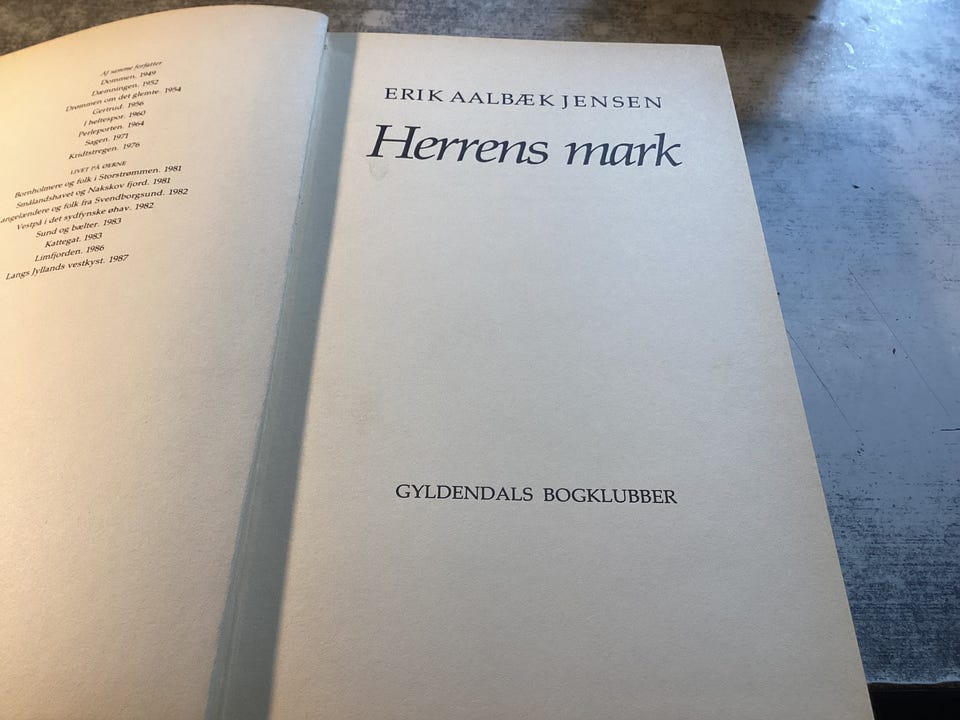 Af samme forfatter
Dommen. 1949
Dæmningen. 1952
Drømmen om det glemte. 1954
Gertrud. 1956
I heltespor. 1960
Perleporten. 1964
Sagen. 1971
Kridtstregen. 1976
LIVET PÅ ØERNE
Bornholmere og folk i Storstrømmen. 1981
Smålandshavet og Nakskov fjord. 1981
angelændere og folk fra Svendborgsund. 1982
Vestpå i det sydfynske øhav. 1982
Sund og bælter. 1983
Kattegat. 1983
Limfjorden. 1986
Langs Jyllands vestkyst. 1987
ERIK AALBÆK JENSEN
Herrens mark
GYLDENDALS BOGKLUBBER